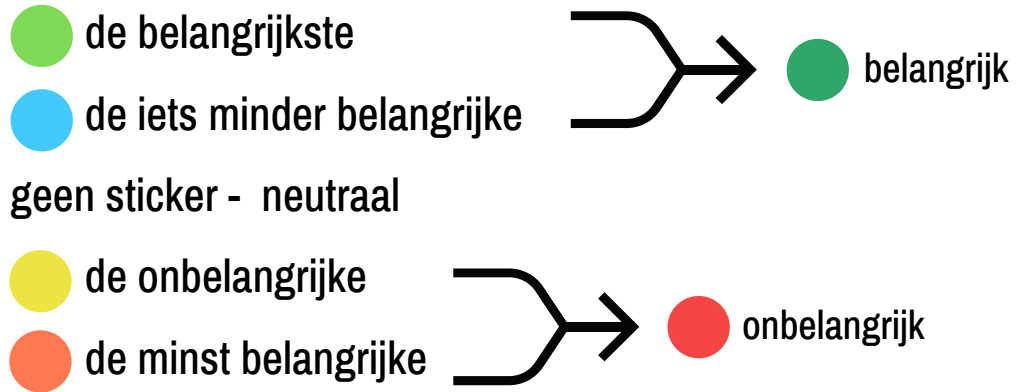 de belangrijkste
de iets minder belangrijke
belangrijk
geen sticker - neutraal
de onbelangrijke
de minst belangrijke
onbelangrijk